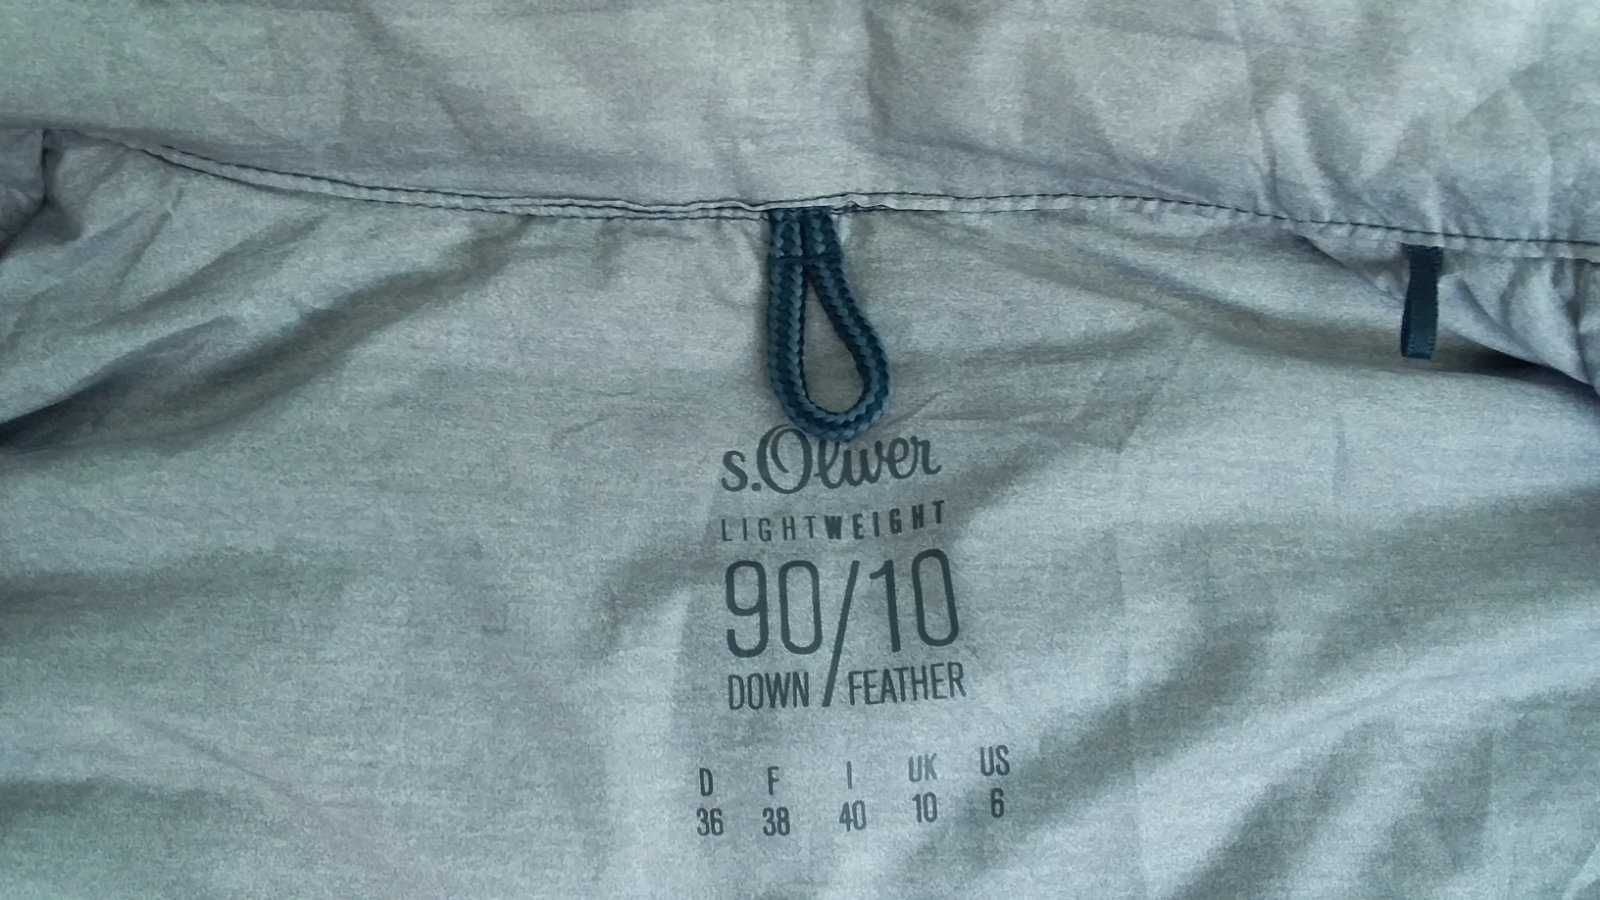 s.Oliver
LIGHTWEIGHT
90/10
DOWN/FEATHER
D F I UK US
36 38 40 10 6